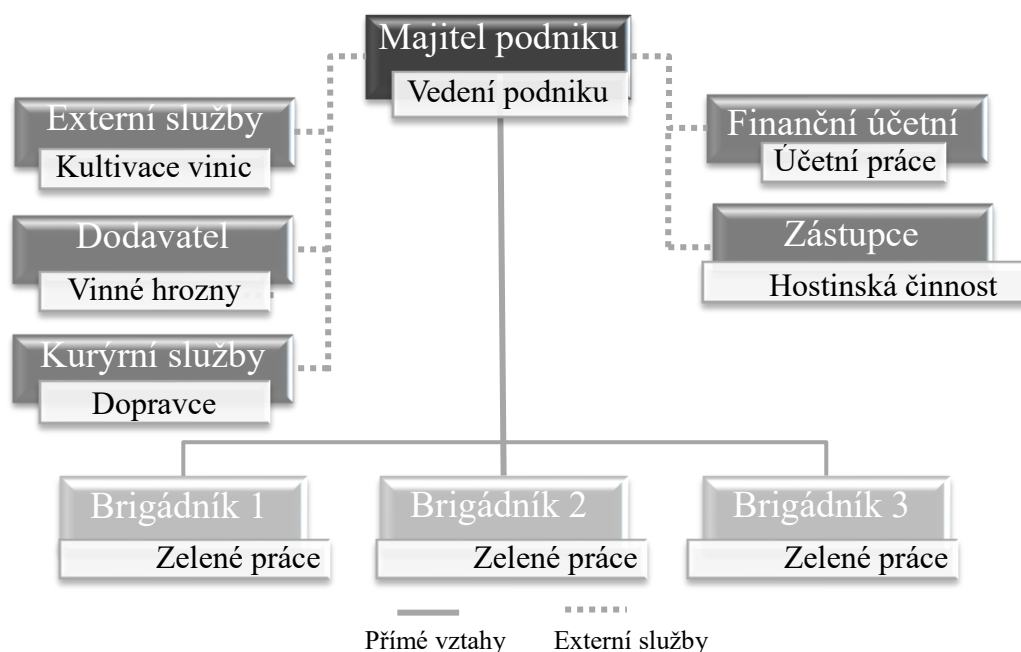 Majitel podniku
Vedení podniku
Externí služby
Kultivace vinic
Finanční účetní
Účetní práce
Dodavatel
Vinné hrozny
Zástupce
Hostinská činnost
Kurýrní služby
Dopravce
Brigádník 1
Zelené práce
Brigádník 2
Zelené práce
Brigádník 3
Zelené práce
Přímé vztahy
Externí služby